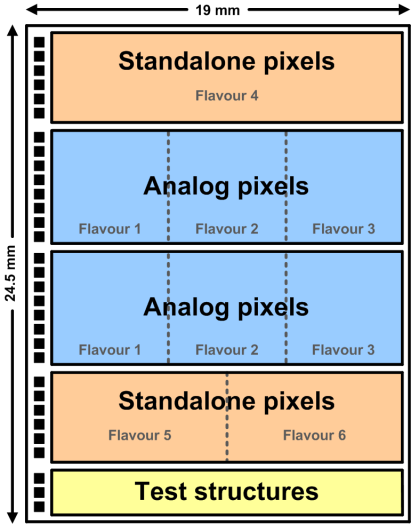 19 mm
24.5 mm
Standalone pixels
Flavour 4
Analog pixels
Flavour 1 Flavour 2 Flavour 3
Analog pixels
Flavour 1 Flavour 2 Flavour 3
Standalone pixels
Flavour 5 Flavour 6
Test structures